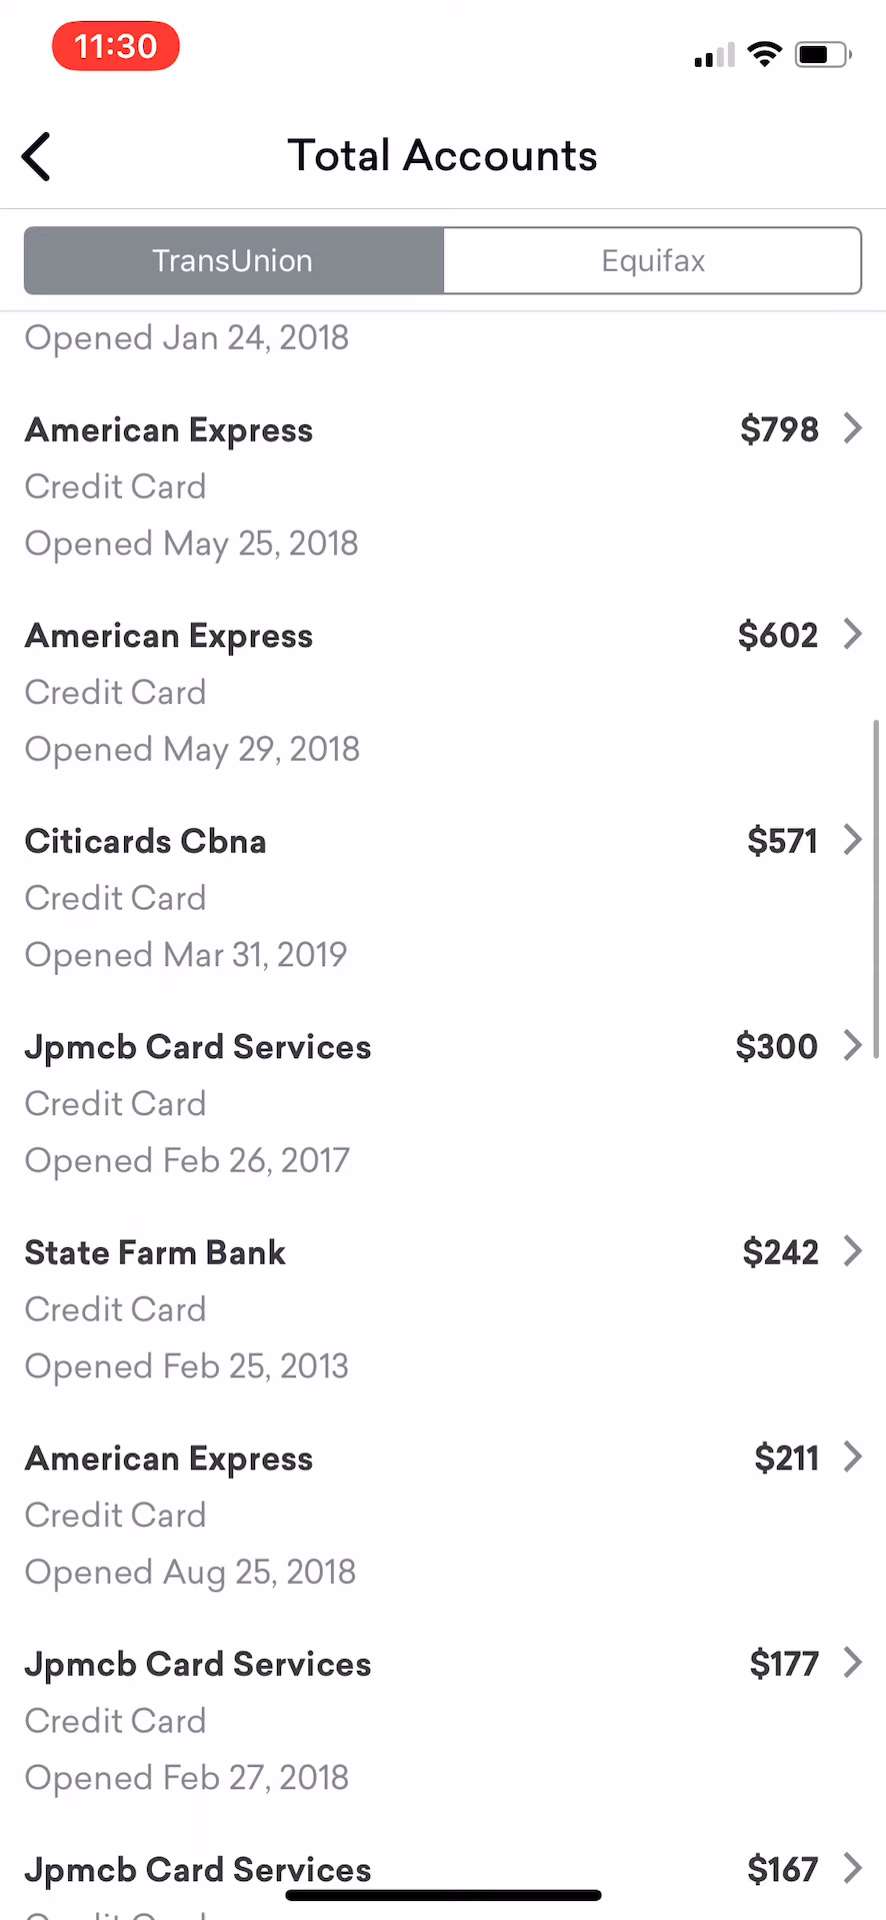 11:30
Total Accounts
TransUnion
Equifax
Opened Jan 24, 2018
American Express $798
Credit Card
Opened May 25, 2018
American Express $602
Credit Card
Opened May 29, 2018
Citicards Cbna $571
Credit Card
Opened Mar 31, 2019
Jpmcb Card Services $300
Credit Card
Opened Feb 26, 2017
State Farm Bank $242
Credit Card
Opened Feb 25, 2013
American Express $211
Credit Card
Opened Aug 25, 2018
Jpmcb Card Services $177
Credit Card
Opened Feb 27, 2018
Jpmcb Card Services $167